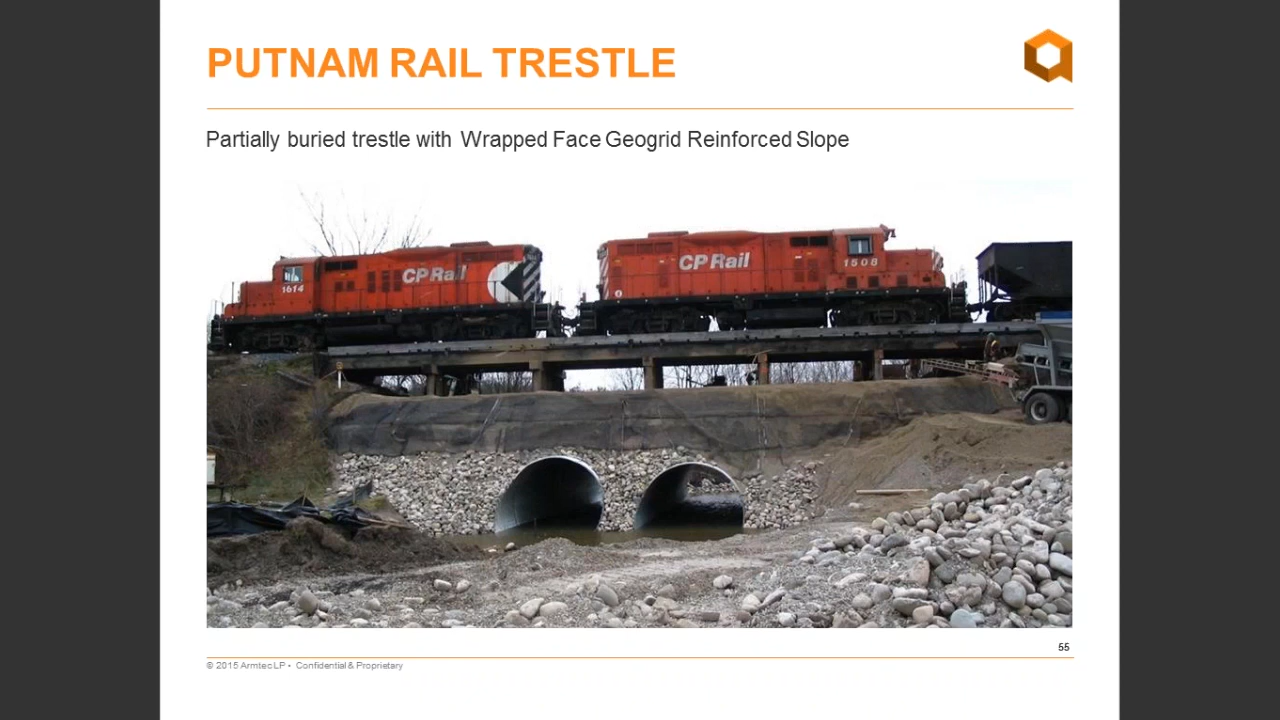 PUTNAM RAIL TRESTLE
Partially buried trestle with Wrapped Face Geogrid Reinforced Slope
CP Rail
1614
CP Rail
1508
55
© 2015 Armtec LP • Confidential & Proprietary